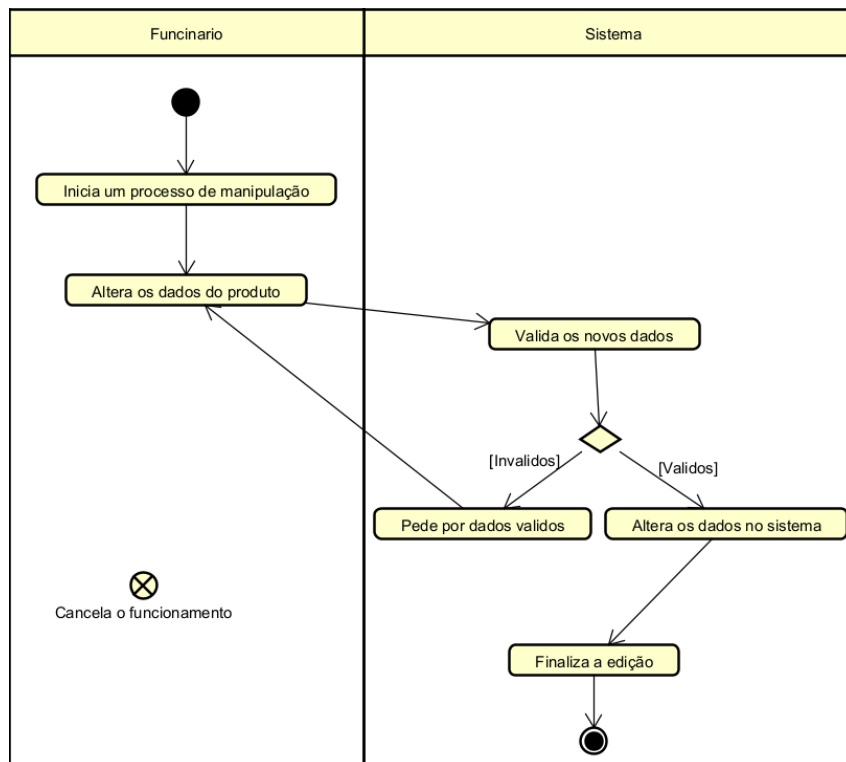 Funcinario
Sistema
Inicia um processo de manipulação
Altera os dados do produto
Valida os novos dados
[Invalidos]
[Validos]
Pede por dados validos
Altera os dados no sistema
Cancela o funcionamento
Finaliza a edição